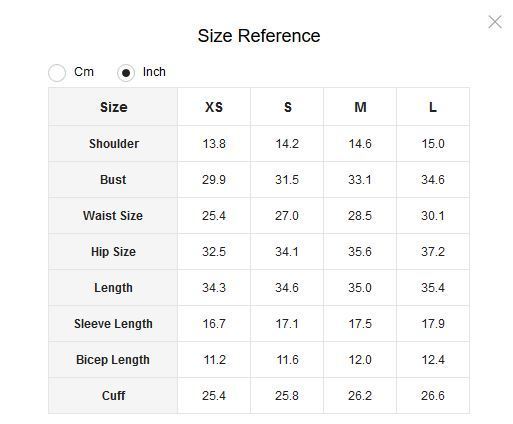 Size Reference
Cm Inch
Size XS S M L
Shoulder 13.8 14.2 14.6 15.0
Bust 29.9 31.5 33.1 34.6
Waist Size 25.4 27.0 28.5 30.1
Hip Size 32.5 34.1 35.6 37.2
Length 34.3 34.6 35.0 35.4
Sleeve Length 16.7 17.1 17.5 17.9
Bicep Length 11.2 11.6 12.0 12.4
Cuff 25.4 25.8 26.2 26.6